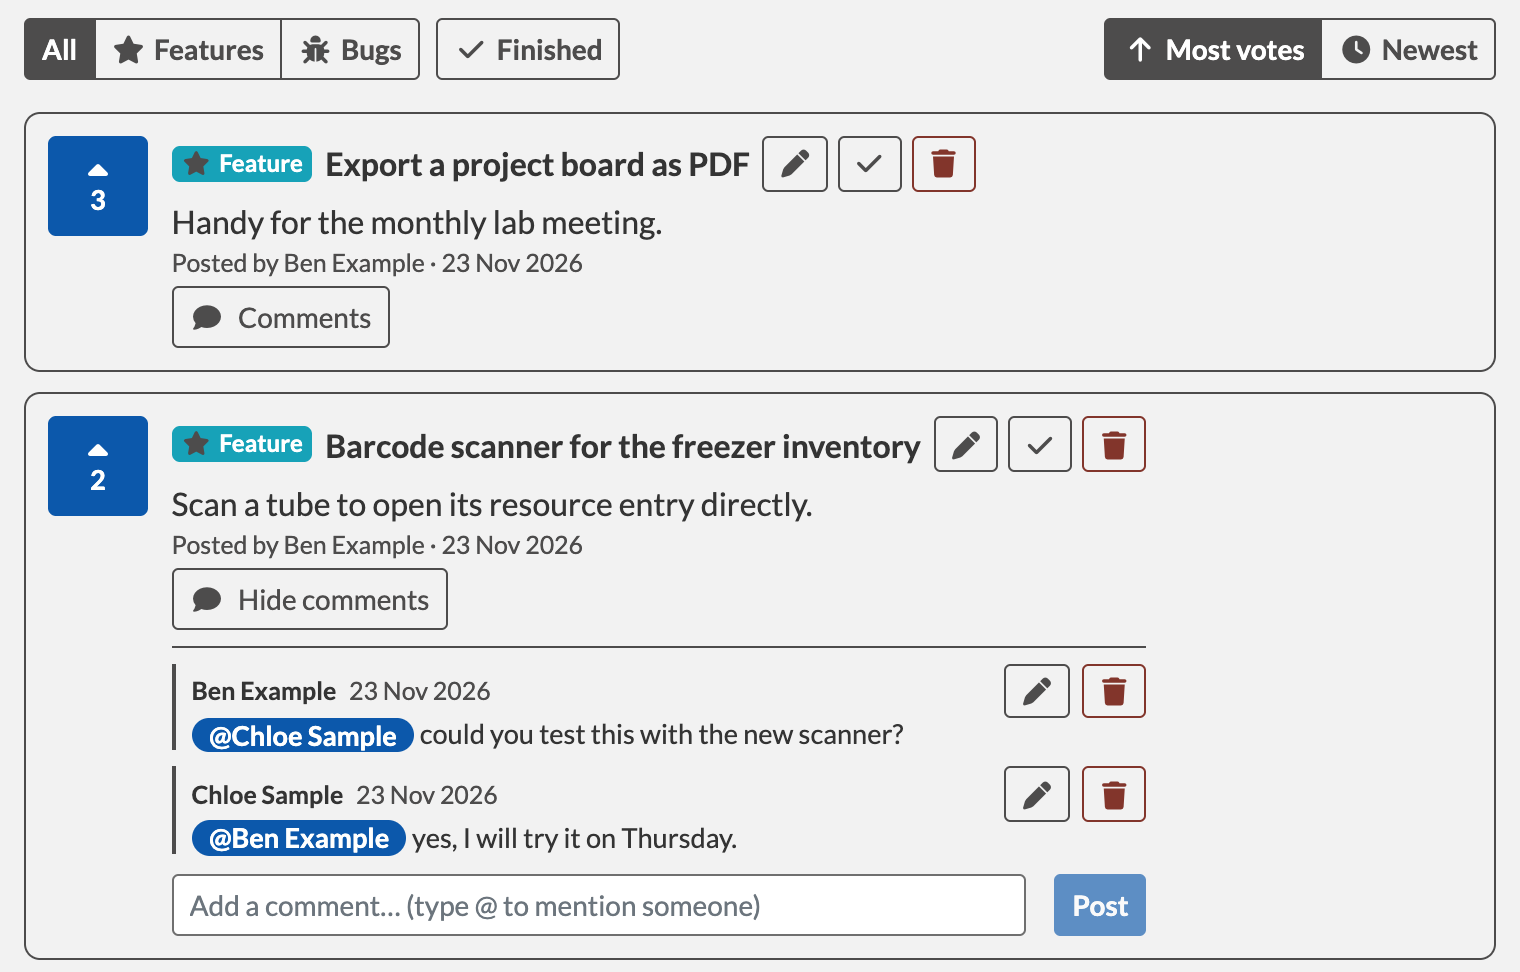 All Features Bugs Finished Most votes Newest
3
Feature Export a project board as PDF
Handy for the monthly lab meeting.
Posted by Ben Example · 23 Nov 2026
Comments
2
Feature Barcode scanner for the freezer inventory
Scan a tube to open its resource entry directly.
Posted by Ben Example · 23 Nov 2026
Hide comments
Ben Example 23 Nov 2026
@Chloe Sample could you test this with the new scanner?
Chloe Sample 23 Nov 2026
@Ben Example yes, I will try it on Thursday.
Add a comment... (type @ to mention someone) Post